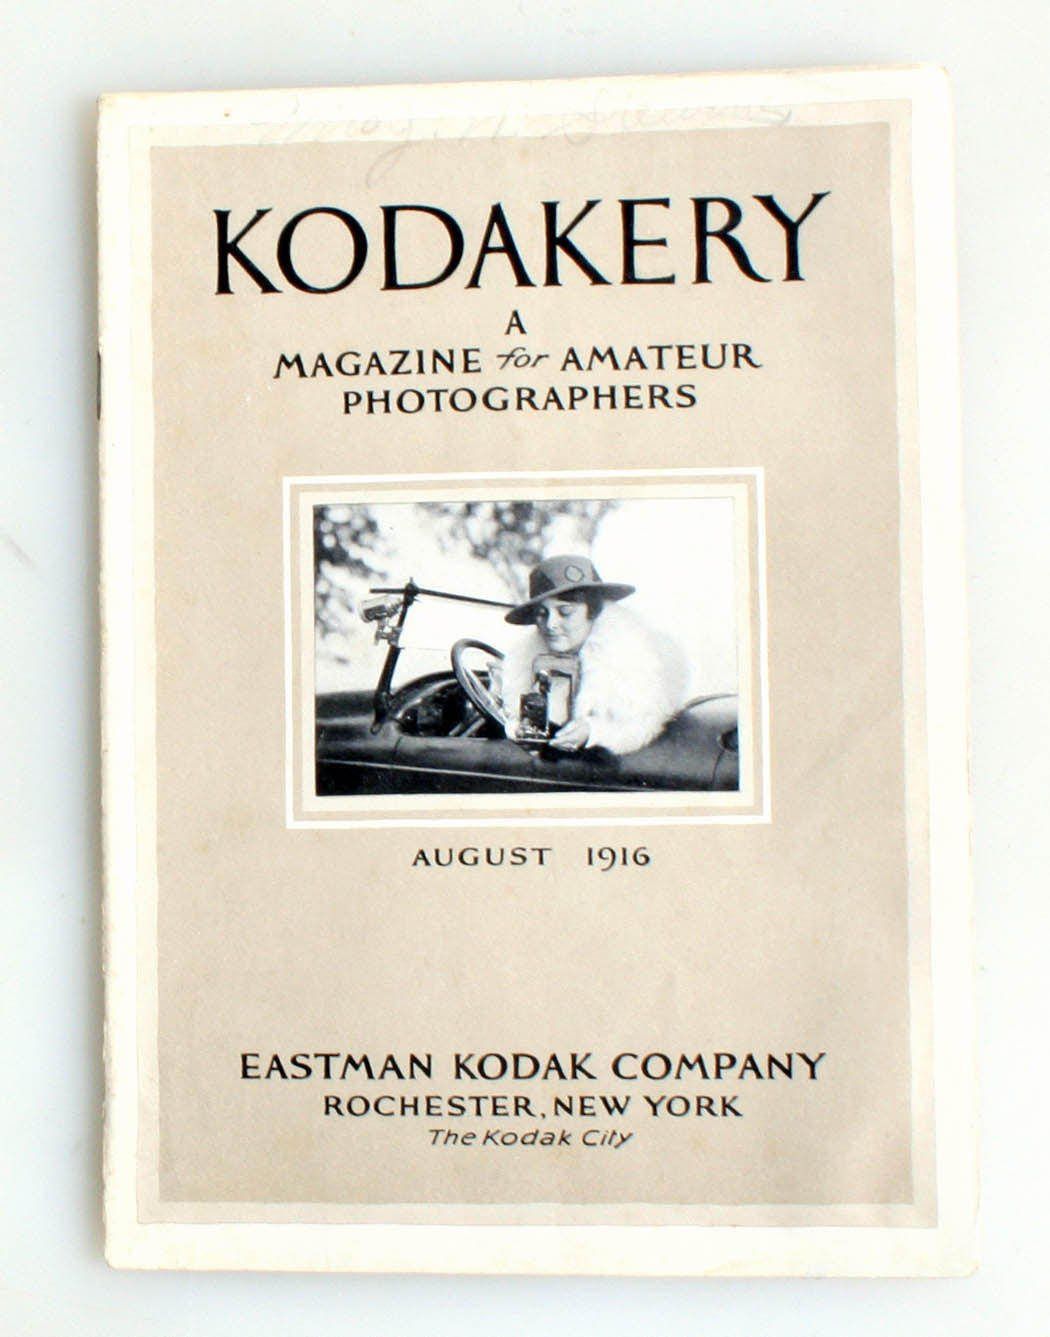 KODAKERY
A
MAGAZINE for AMATEUR
PHOTOGRAPHERS
AUGUST 1916
EASTMAN KODAK COMPANY
ROCHESTER, NEW YORK
The Kodak City